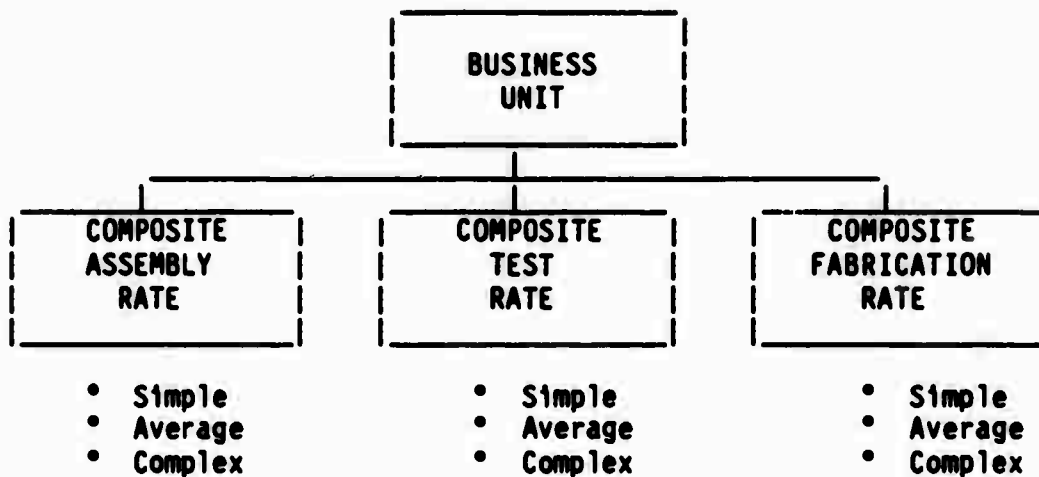 BUSINESS
UNIT
COMPOSITE
ASSEMBLY
RATE
COMPOSITE
TEST
RATE
COMPOSITE
FABRICATION
RATE
• Simple
• Average
• Complex
• Simple
• Average
• Complex
• Simple
• Average
• Complex